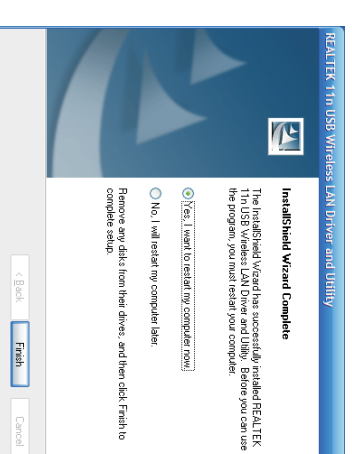 REALTEK 11n USB Wireless LAN Driver and Utility
InstallShield Wizard Complete
The InstallShield Wizard has successfully installed REALTEK
11n USB Wireless LAN Driver and Utility. Before you can use
the program, you must restart your computer.
Yes, I want to restart my computer now.
No, I will restart my computer later.
Remove any disks from their drives, and then click Finish to
complete setup.
< Back
Finish
Cancel